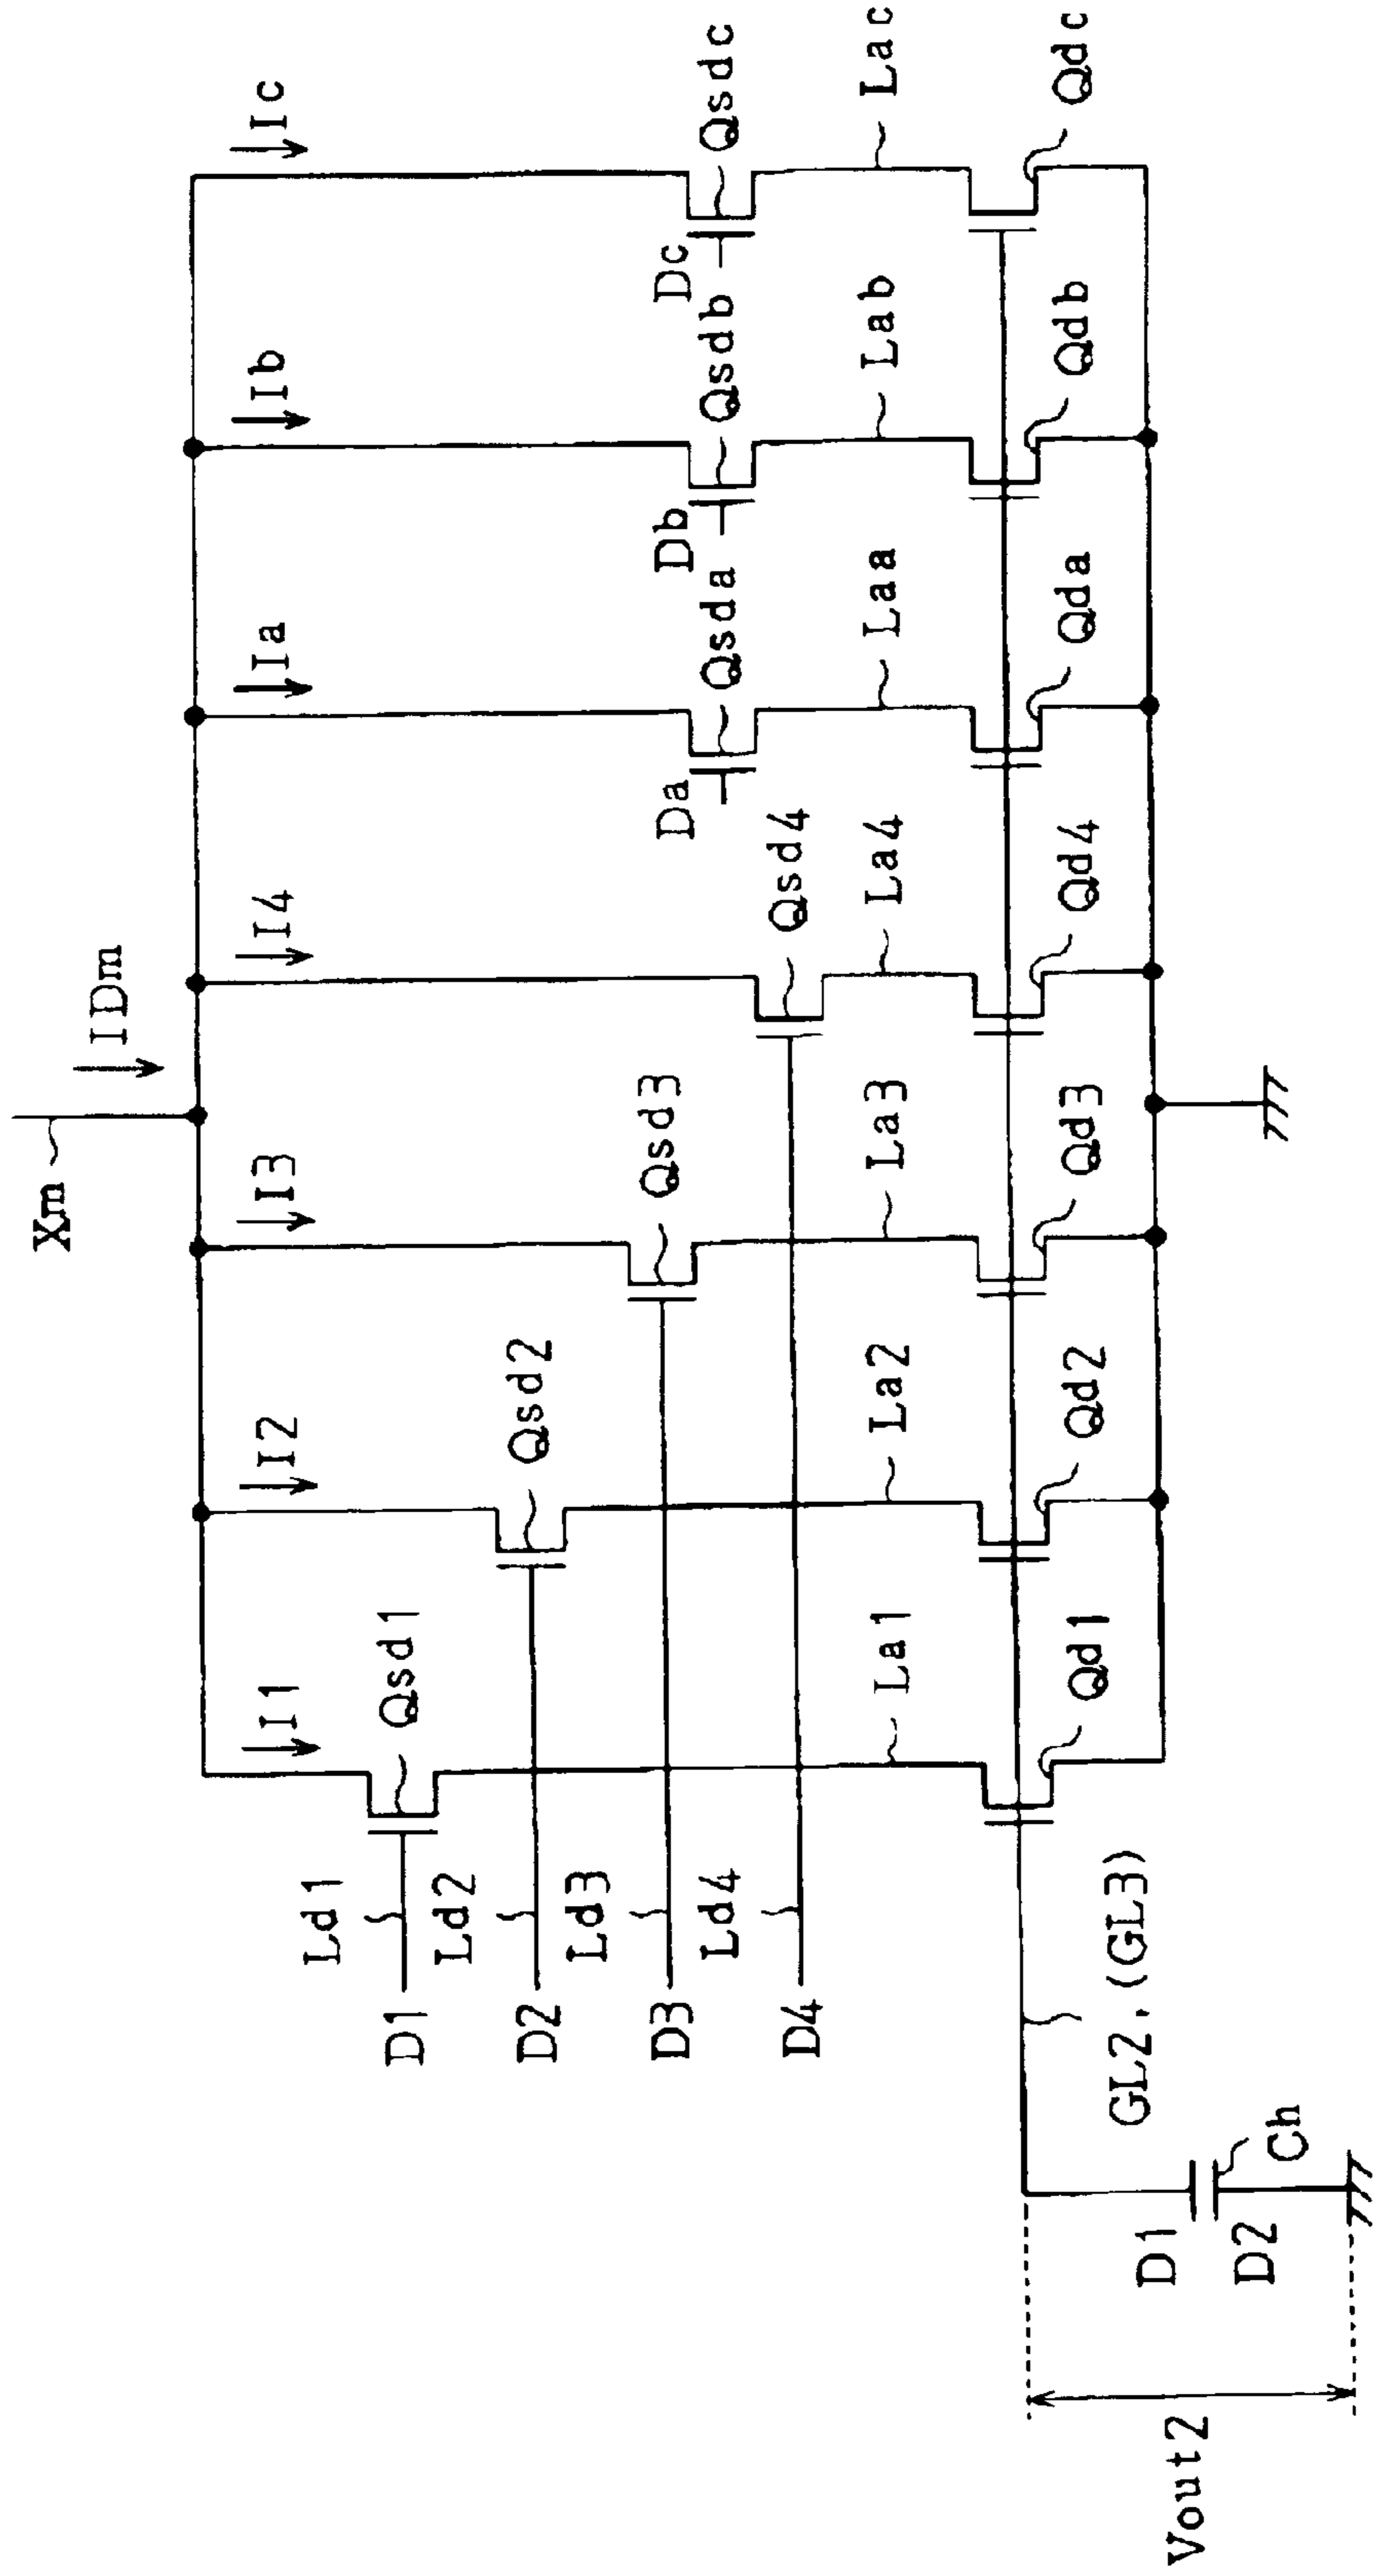 Xm
IDm
I1
I2
I3
I4
Ia
Ib
Ic
Ld1
D1
Qsd1
Ld2
D2
Qsd2
Ld3
D3
Qsd3
Ld4
D4
Qsd4
Da
Qsda
Db
Qsdb
Dc
Qsdc
La1
La2
La3
La4
Laa
Lab
Lac
Qd1
Qd2
Qd3
Qd4
Qda
Qdb
Qdc
GL2,(GL3)
Vout2
D1
D2
Ch